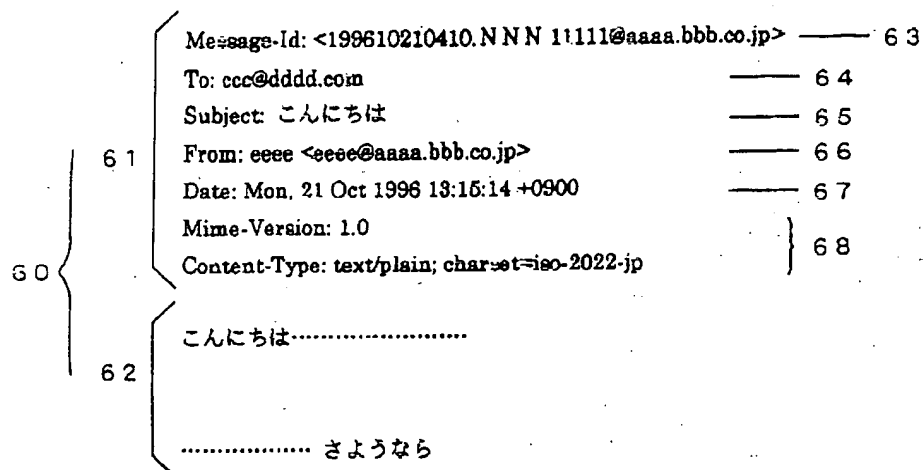 Message-Id: <199610210410.N N N 11111@aaaa.bbb.co.jp> 63
To: ccc@dddd.com 64
Subject: こんにちは 65
61 From: eeee <eeee@aaaa.bbb.co.jp> 66
Date: Mon, 21 Oct 1996 13:15:14 +0900 67
Mime-Version: 1.0
68
60 Content-Type: text/plain; charset=iso-2022-jp
こんにちは························
62
·················· さようなら